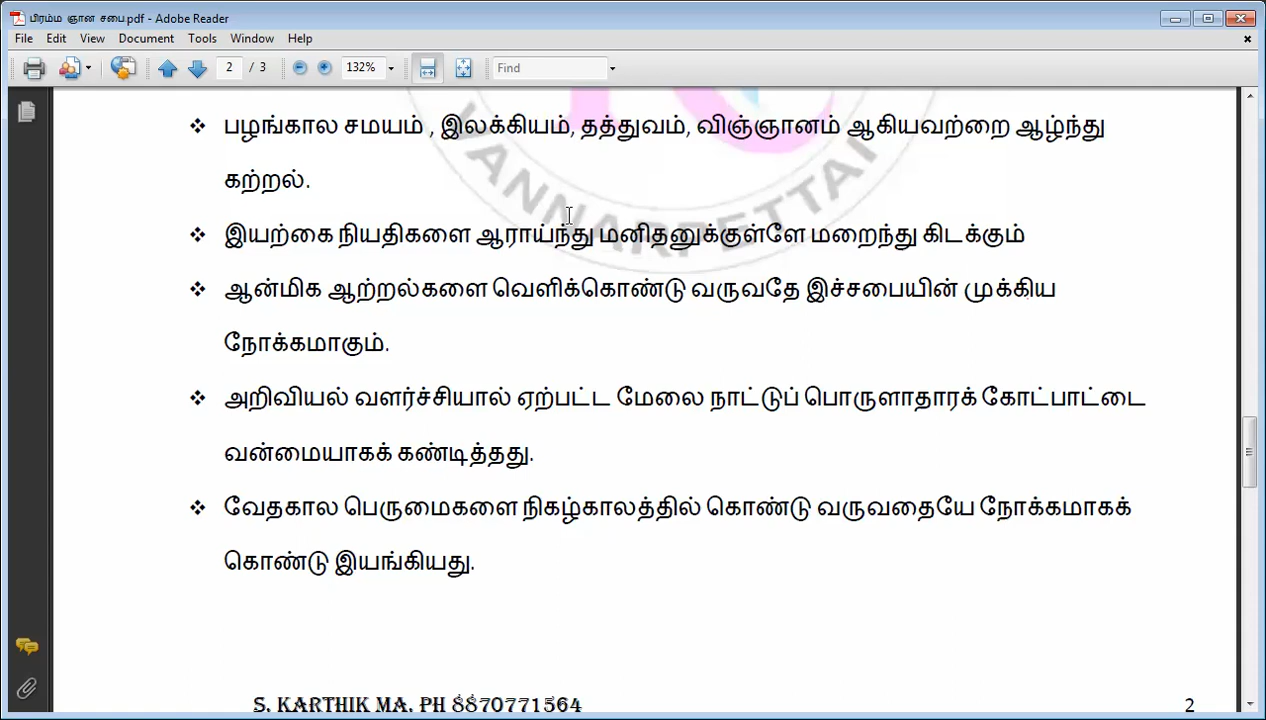 பிரம்ம ஞான சபை.pdf - Adobe Reader
File Edit View Document Tools Window Help
2 / 3 132% Find
பழங்கால சமயம் , இலக்கியம், தத்துவம், விஞ்ஞானம் ஆகியவற்றை ஆழ்ந்து
கற்றல்.
VANNARPETTAI
இயற்கை நியதிகளை ஆராய்ந்து மனிதனுக்குள்ளே மறைந்து கிடக்கும்
ஆன்மிக ஆற்றல்களை வெளிக்கொண்டு வருவதே இச்சபையின் முக்கிய
நோக்கமாகும்.
அறிவியல் வளர்ச்சியால் ஏற்பட்ட மேலை நாட்டுப் பொருளாதாரக் கோட்பாட்டை
வன்மையாகக் கண்டித்தது.
வேதகால பெருமைகளை நிகழ்காலத்தில் கொண்டு வருவதையே நோக்கமாகக்
கொண்டு இயங்கியது.
S. KARTHIK MA, PH 8870771564
2